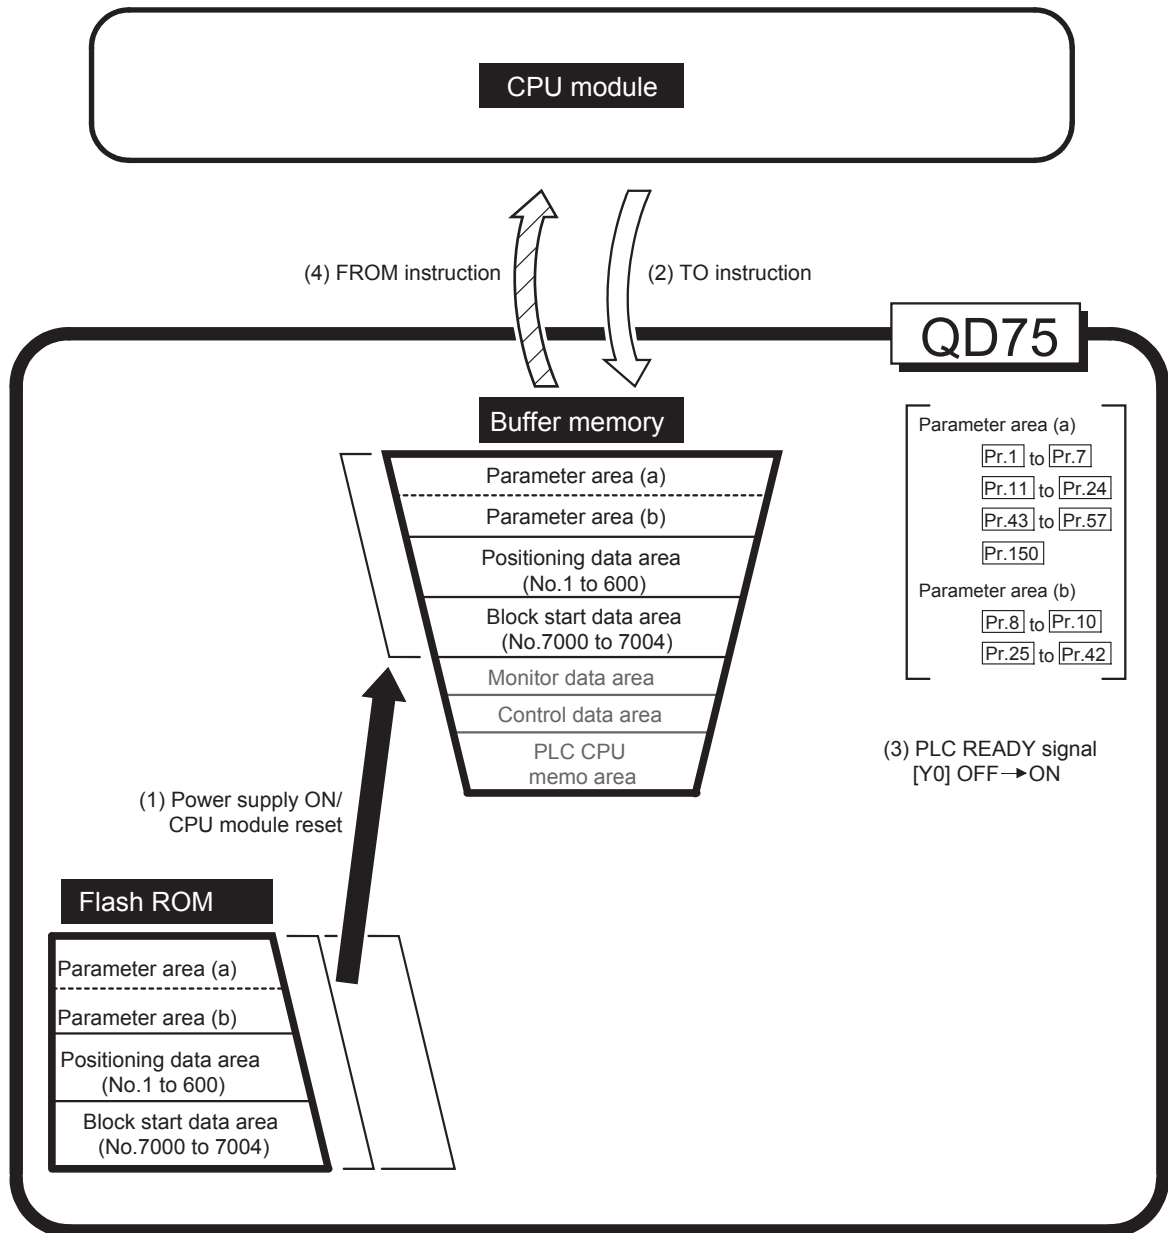 CPU module
(4) FROM instruction
(2) TO instruction
QD75
Buffer memory
Parameter area (a)
Parameter area (b)
Positioning data area
(No.1 to 600)
Block start data area
(No.7000 to 7004)
Monitor data area
Control data area
PLC CPU
memo area
Parameter area (a)
Pr.1 to Pr.7
Pr.11 to Pr.24
Pr.43 to Pr.57
Pr.150
Parameter area (b)
Pr.8 to Pr.10
Pr.25 to Pr.42
(3) PLC READY signal
[Y0] OFF→ON
(1) Power supply ON/
CPU module reset
Flash ROM
Parameter area (a)
Parameter area (b)
Positioning data area
(No.1 to 600)
Block start data area
(No.7000 to 7004)